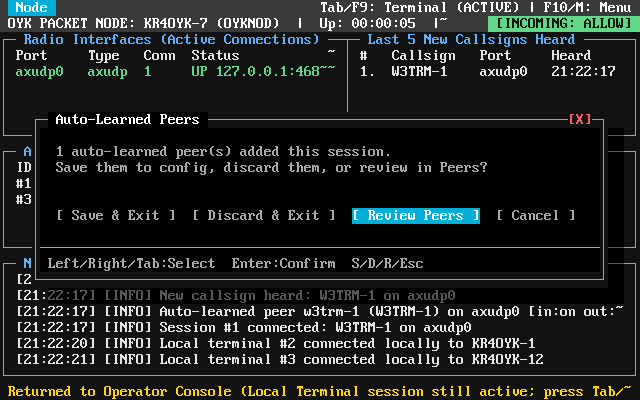 Node Tab/F9: Terminal (ACTIVE) | F10/M: Menu
OYK PACKET NODE: KR4OYK-7 (OYKNOD) | Up: 00:00:05 |~ [INCOMING: ALLOW]
Radio Interfaces (Active Connections) Last 5 New Callsigns Heard
Port Type Conn Status ~ # Callsign Port Heard
axudp0 axudp 1 UP 127.0.0.1:468~~ 1. W3TRM-1 axudp0 21:22:17
Auto-Learned Peers [X]
A
1 auto-learned peer(s) added this session.
ID Save them to config, discard them, or review in Peers?
#1
#3
[ Save & Exit ] [ Discard & Exit ] [ Review Peers ] [ Cancel ]
N Left/Right/Tab:Select Enter:Confirm S/D/R/Esc
[2
[21:22:17] [INFO] New callsign heard: W3TRM-1 on axudp0
[21:22:17] [INFO] Auto-learned peer w3trm-1 (W3TRM-1) on axudp0 [in:on out:~
[21:22:17] [INFO] Session #1 connected: W3TRM-1 on axudp0
[21:22:20] [INFO] Local terminal #2 connected locally to KR4OYK-1
[21:22:21] [INFO] Local terminal #3 connected locally to KR4OYK-12
Returned to Operator Console (Local Terminal session still active; press Tab/~